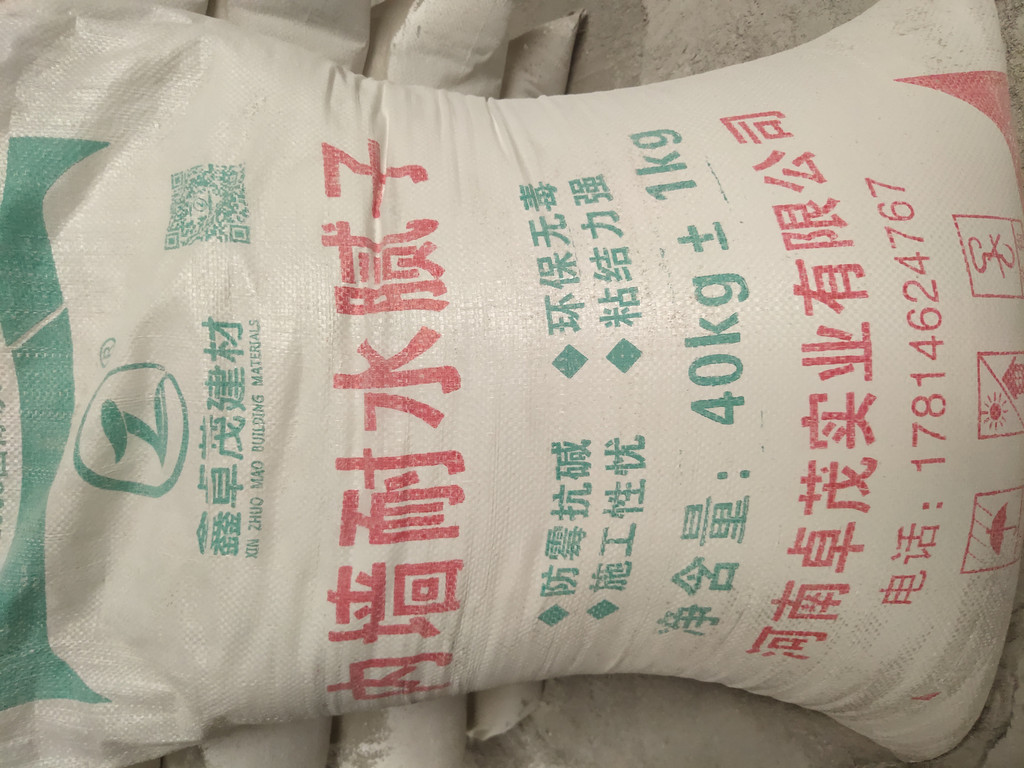 鑫卓茂建材
XIN ZHUO MAO BUILDING MATERIALS
内墙耐水腻子
◆防霉抗碱 ◆环保无毒
◆施工性优 ◆粘结力强
净含量：40kg ± 1kg
河南卓茂实业有限公司
电话：17814624767